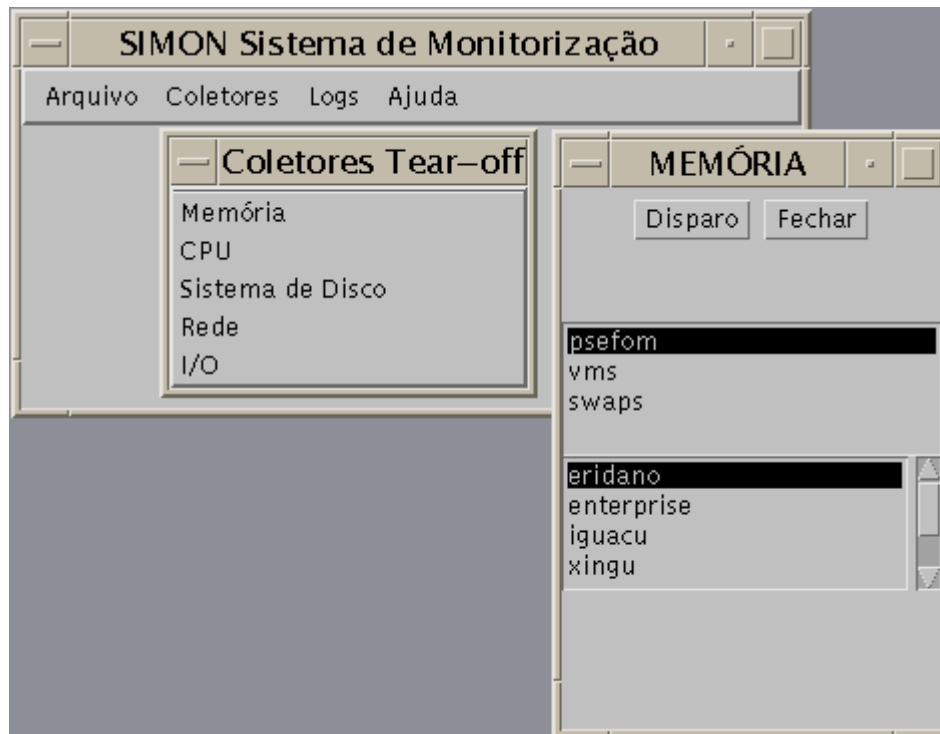 SIMON Sistema de Monitorização
Arquivo Coletores Logs Ajuda
Coletores Tear-off
Memória
CPU
Sistema de Disco
Rede
I/O
MEMÓRIA
Disparo Fechar
psefom
vms
swaps
eridano
enterprise
iguacu
xingu